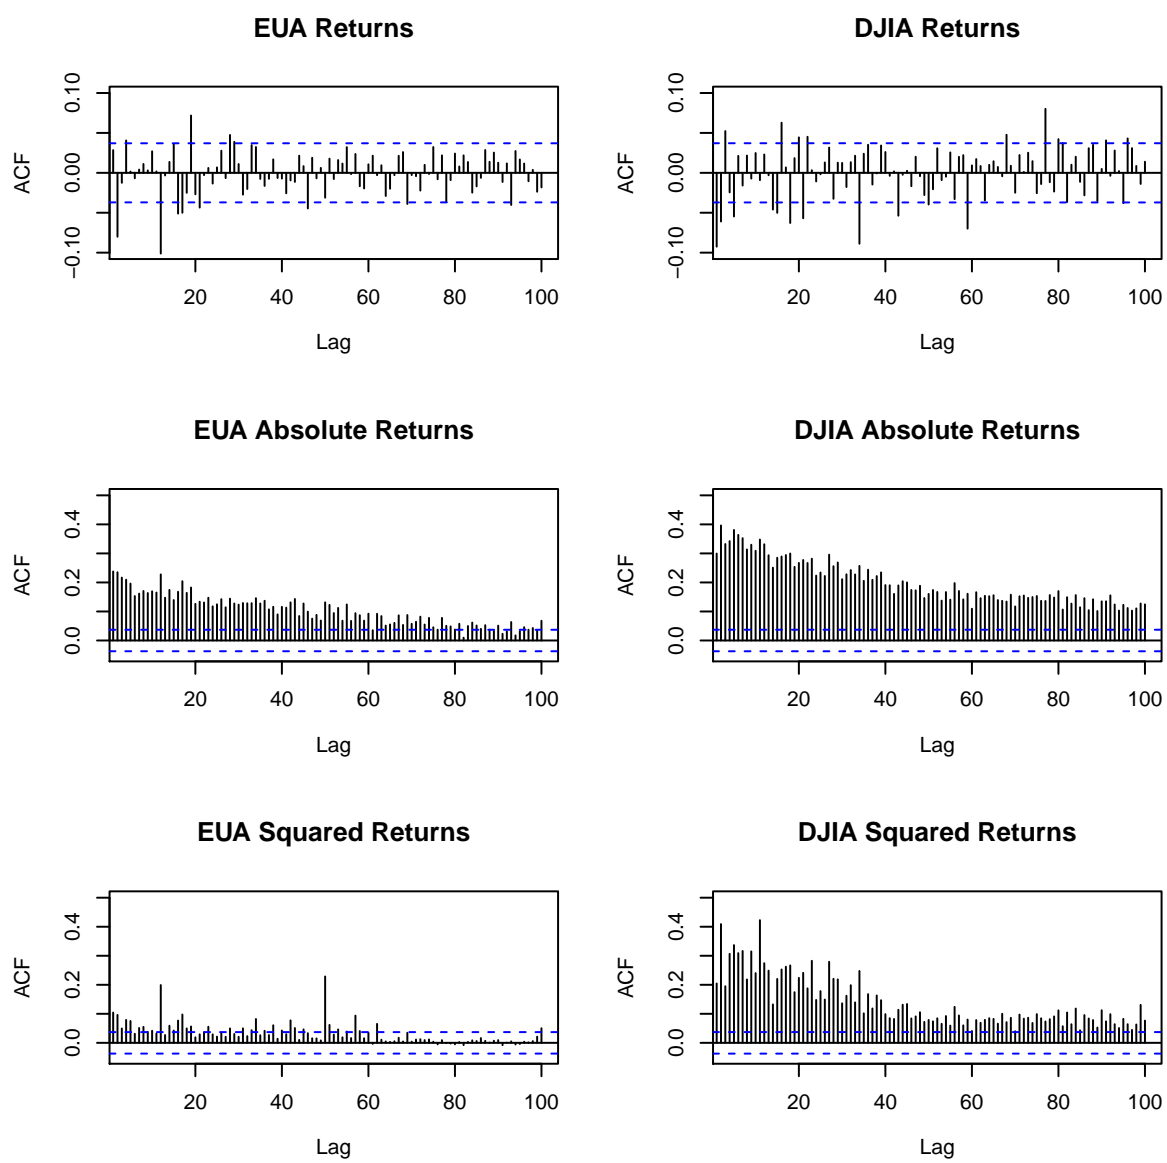 EUA Returns
ACF
0.10
0.00
−0.10
20 40 60 80 100
Lag
DJIA Returns
ACF
0.10
0.00
−0.10
20 40 60 80 100
Lag
EUA Absolute Returns
ACF
0.4
0.2
0.0
20 40 60 80 100
Lag
DJIA Absolute Returns
ACF
0.4
0.2
0.0
20 40 60 80 100
Lag
EUA Squared Returns
ACF
0.4
0.2
0.0
20 40 60 80 100
Lag
DJIA Squared Returns
ACF
0.4
0.2
0.0
20 40 60 80 100
Lag